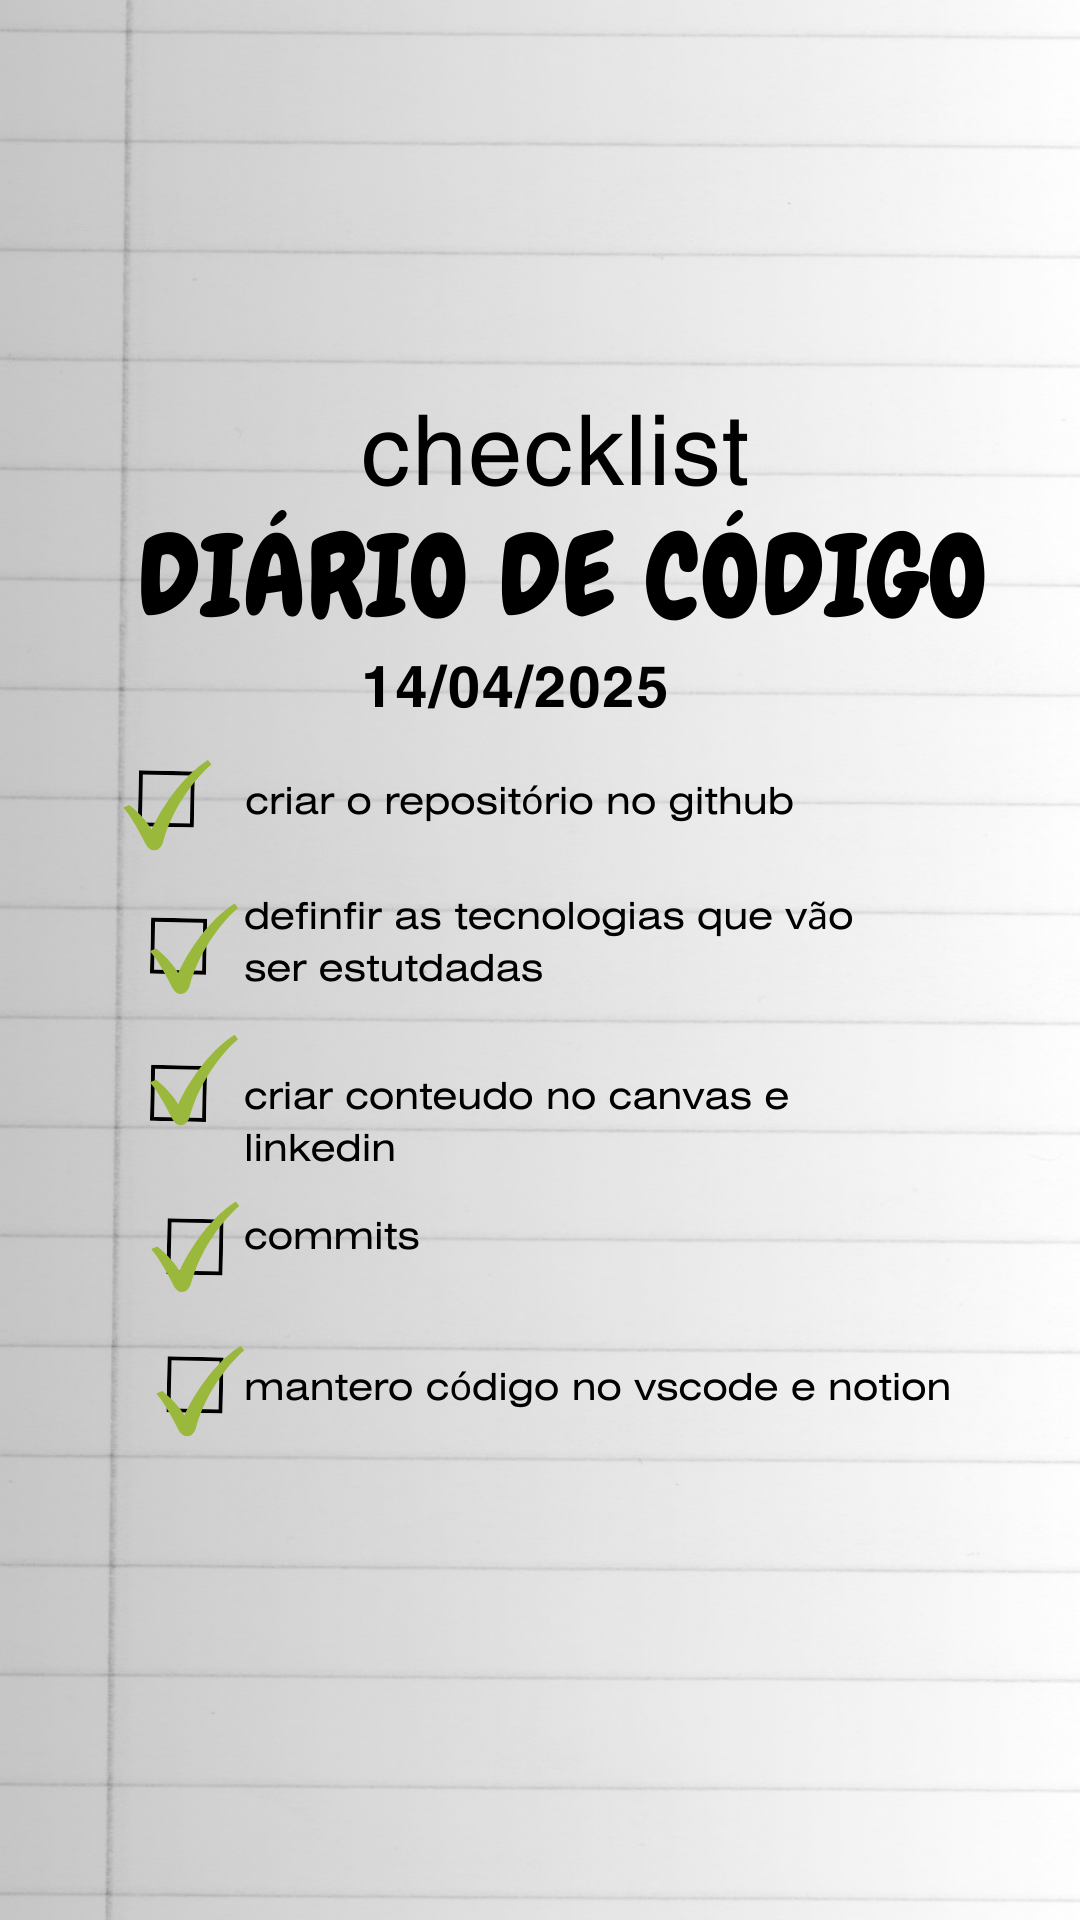 checklist
DIÁRIO DE CÓDIGO
14/04/2025
criar o repositório no github
definfir as tecnologias que vão
ser estutdadas
criar conteudo no canvas e
linkedin
commits
mantero código no vscode e notion